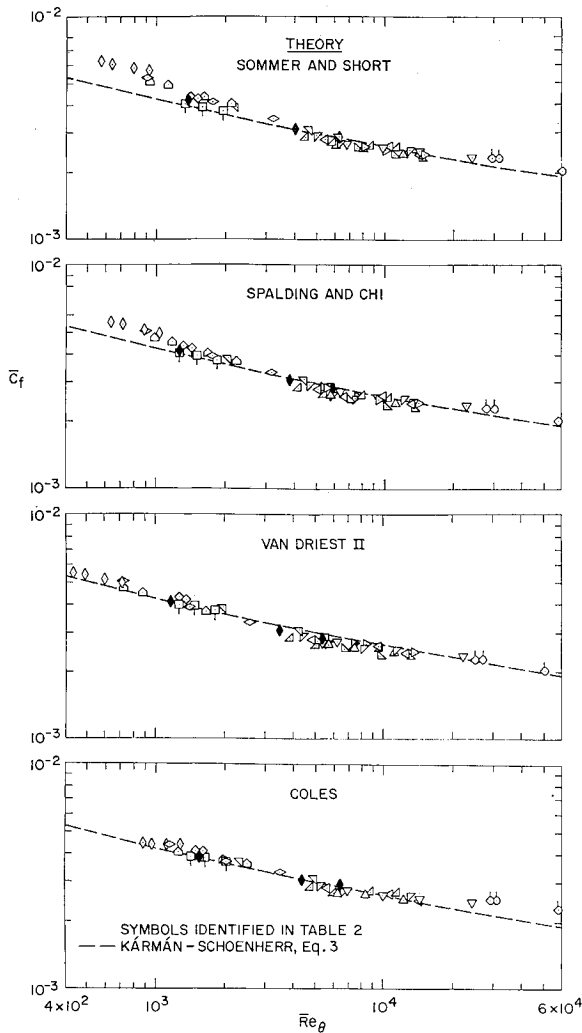 10⁻²
THEORY
SOMMER AND SHORT
10⁻³
10⁻²
SPALDING AND CHI
C̄f
10⁻³
10⁻²
VAN DRIEST II
10⁻³
10⁻²
COLES
SYMBOLS IDENTIFIED IN TABLE 2
KÁRMÁN-SCHOENHERR, Eq. 3
10⁻³
4×10² 10³ 10⁴ 6×10⁴
R̄eθ